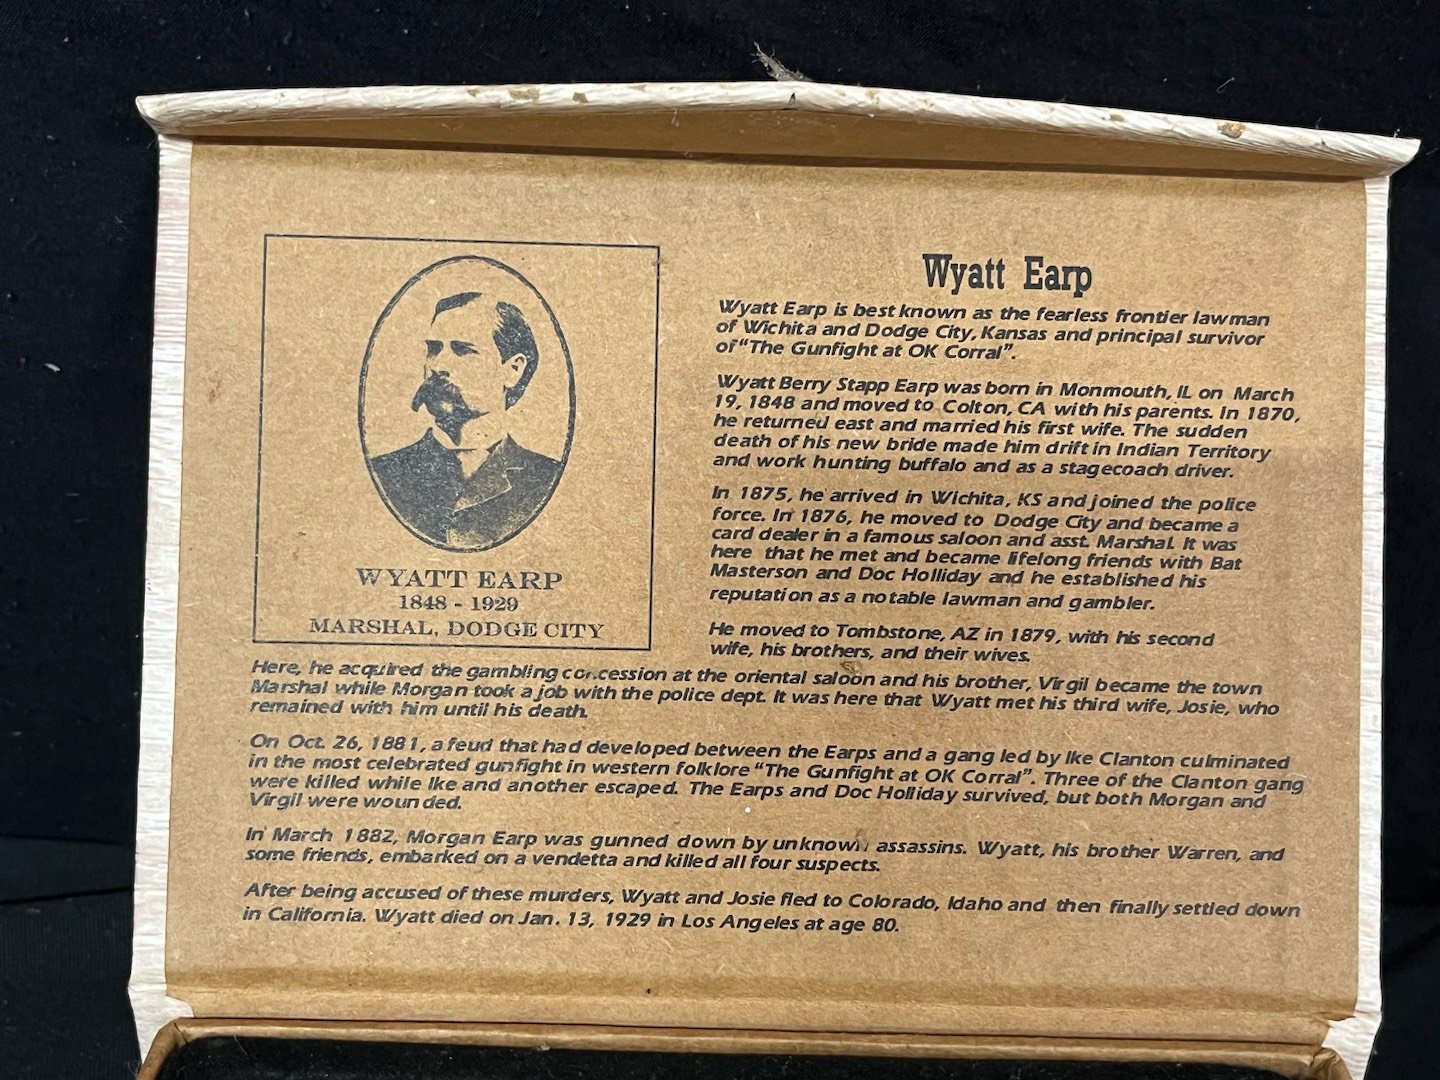 WYATT EARP
1848 - 1929
MARSHAL, DODGE CITY
Wyatt Earp
Wyatt Earp is best known as the fearless frontier lawman
of Wichita and Dodge City, Kansas and principal survivor
of "The Gunfight at OK Corral".
Wyatt Berry Stapp Earp was born in Monmouth, IL on March
19, 1848 and moved to Colton, CA with his parents. In 1870,
he returned east and married his first wife. The sudden
death of his new bride made him drift in Indian Territory
and work hunting buffalo and as a stagecoach driver.
In 1875, he arrived in Wichita, KS and joined the police
force. In 1876, he moved to Dodge City and became a
card dealer in a famous saloon and asst. Marshal. It was
here that he met and became lifelong friends with Bat
Masterson and Doc Holliday and he established his
reputation as a notable lawman and gambler.
He moved to Tombstone, AZ in 1879, with his second
wife, his brothers, and their wives.
Here, he acquired the gambling concession at the oriental saloon and his brother, Virgil became the town
Marshal while Morgan took a job with the police dept. It was here that Wyatt met his third wife, Josie, who
remained with him until his death.
On Oct. 26, 1881, a feud that had developed between the Earps and a gang led by Ike Clanton culminated
in the most celebrated gunfight in western folklore "The Gunfight at OK Corral". Three of the Clanton gang
were killed while Ike and another escaped. The Earps and Doc Holliday survived, but both Morgan and
Virgil were wounded.
In March 1882, Morgan Earp was gunned down by unknown assassins. Wyatt, his brother Warren, and
some friends, embarked on a vendetta and killed all four suspects.
After being accused of these murders, Wyatt and Josie fled to Colorado, Idaho and then finally settled down
in California. Wyatt died on Jan. 13, 1929 in Los Angeles at age 80.